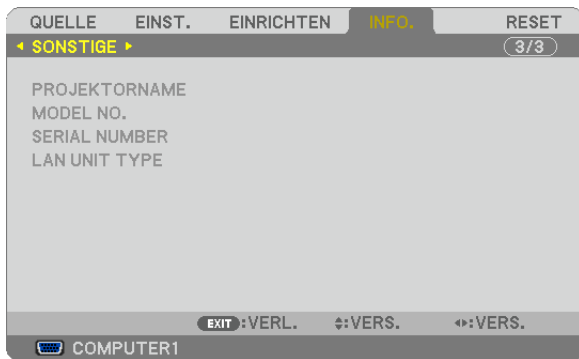 QUELLE EINST. EINRICHTEN INFO. RESET
SONSTIGE 3/3
PROJEKTORNAME
MODEL NO.
SERIAL NUMBER
LAN UNIT TYPE
EXIT:VERL. :VERS. :VERS.
COMPUTER1